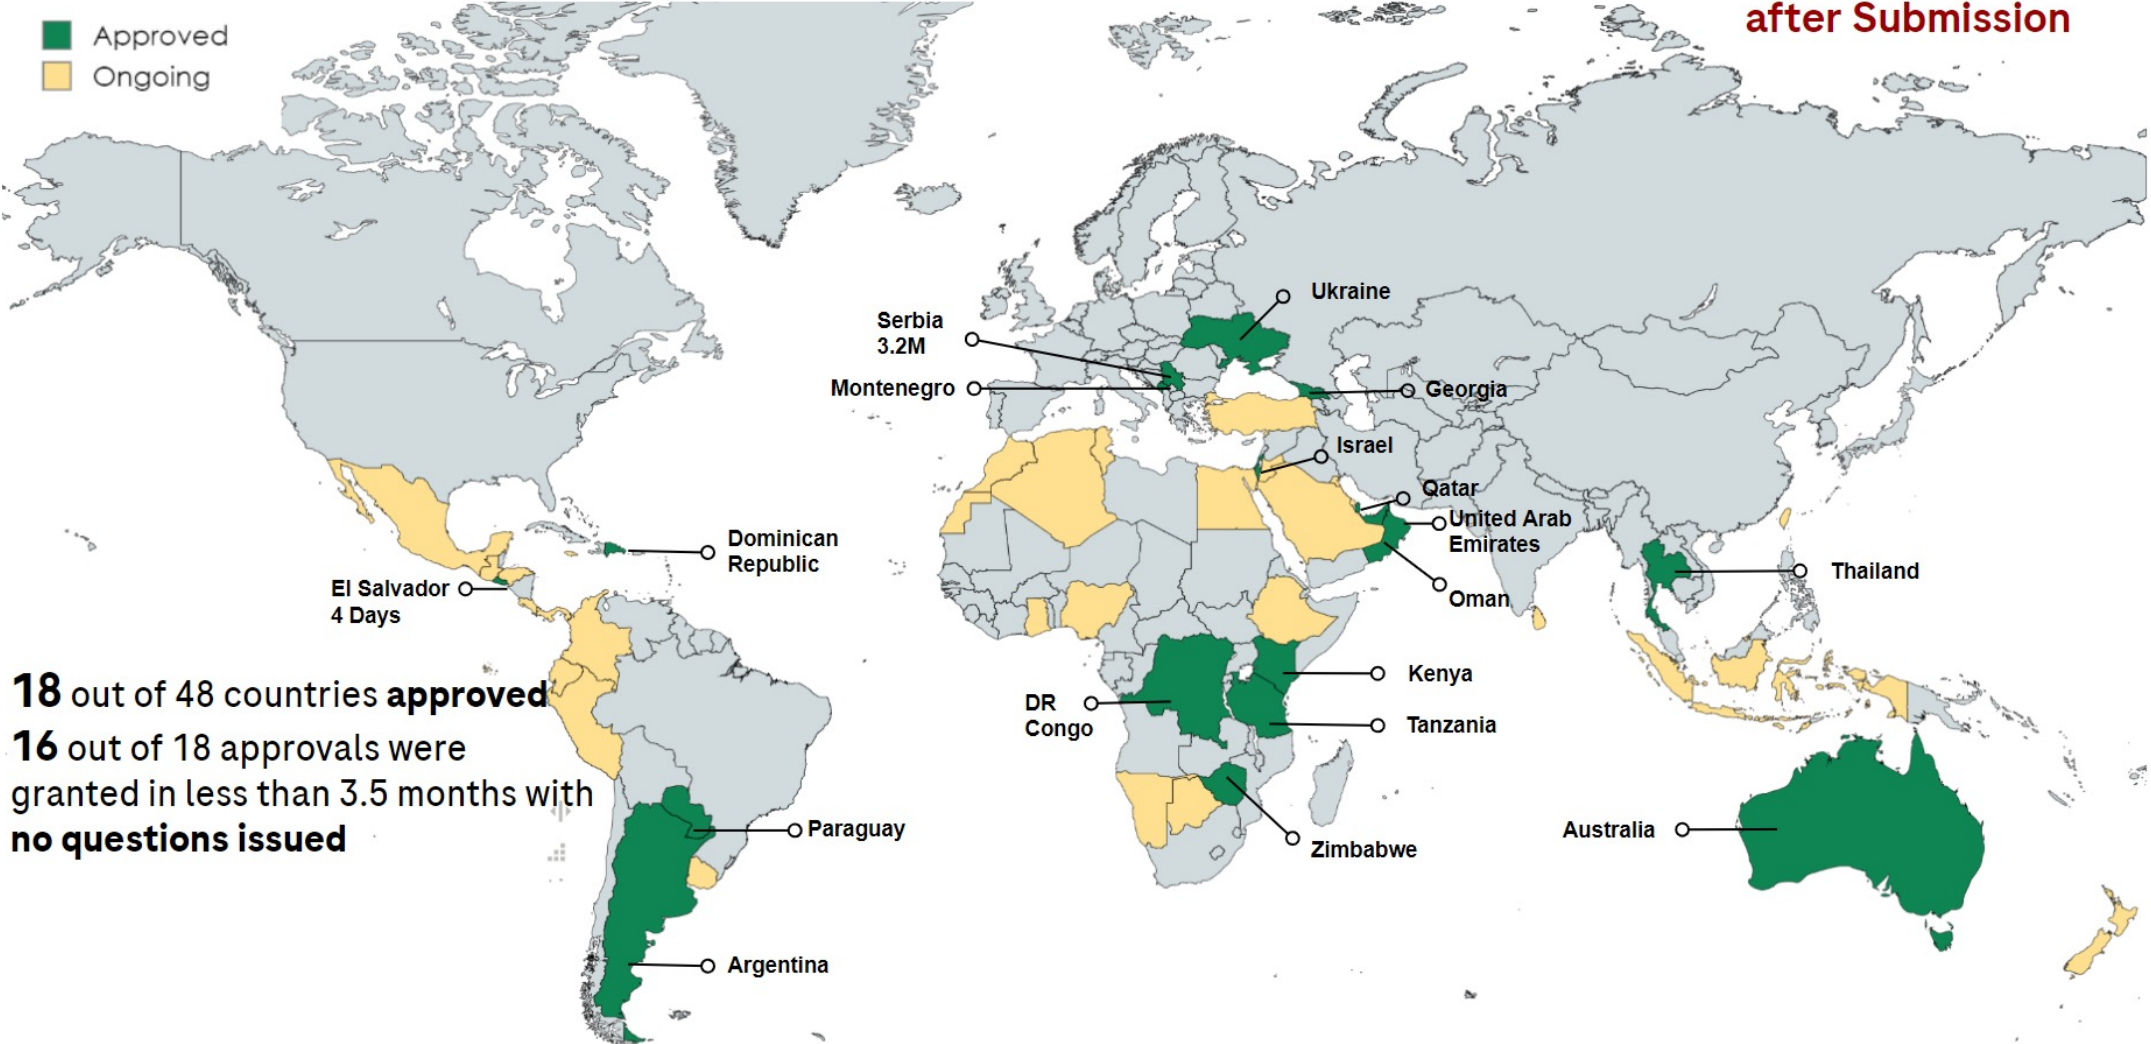 after Submission
Approved
Ongoing
Ukraine
Serbia
3.2M
Montenegro
Georgia
Israel
Qatar
United Arab
Emirates
Oman
Dominican
Republic
El Salvador
4 Days
Thailand
18 out of 48 countries approved
16 out of 18 approvals were
granted in less than 3.5 months with
no questions issued
Kenya
DR
Congo
Tanzania
Zimbabwe
Paraguay
Argentina
Australia